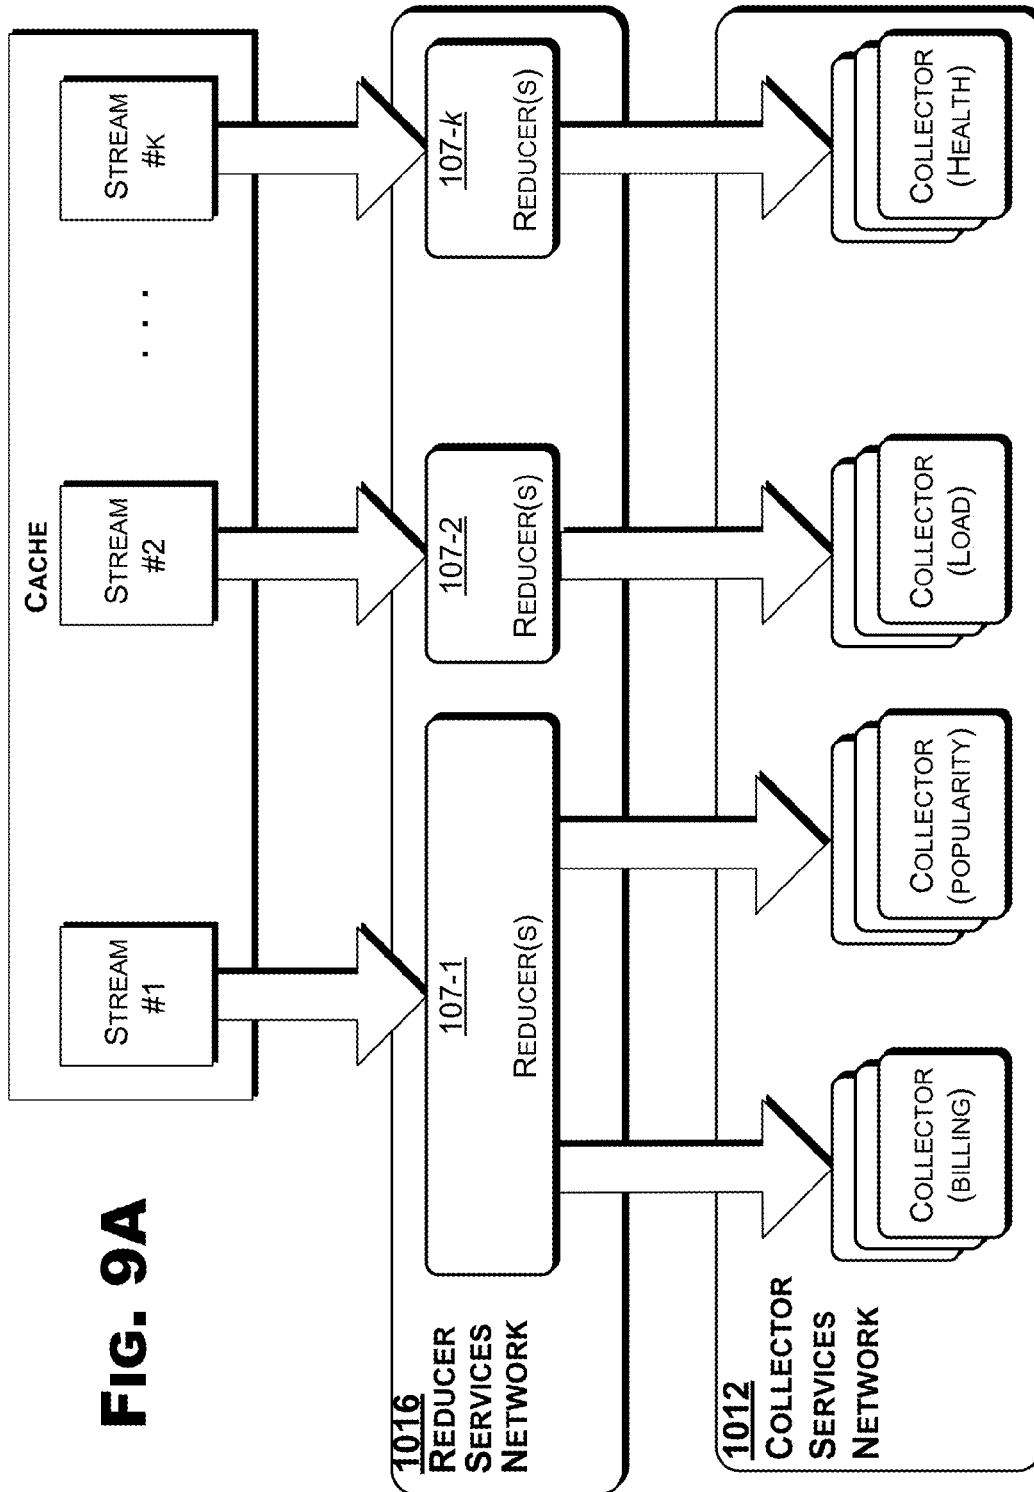 FIG. 9A
CACHE
STREAM
#1
STREAM
#2
. . .
STREAM
#K
1016
REDUCER
SERVICES
NETWORK
107-1
REDUCER(S)
107-2
REDUCER(S)
107-k
REDUCER(S)
1012
COLLECTOR
SERVICES
NETWORK
COLLECTOR
(BILLING)
COLLECTOR
(POPULARITY)
COLLECTOR
(LOAD)
COLLECTOR
(HEALTH)